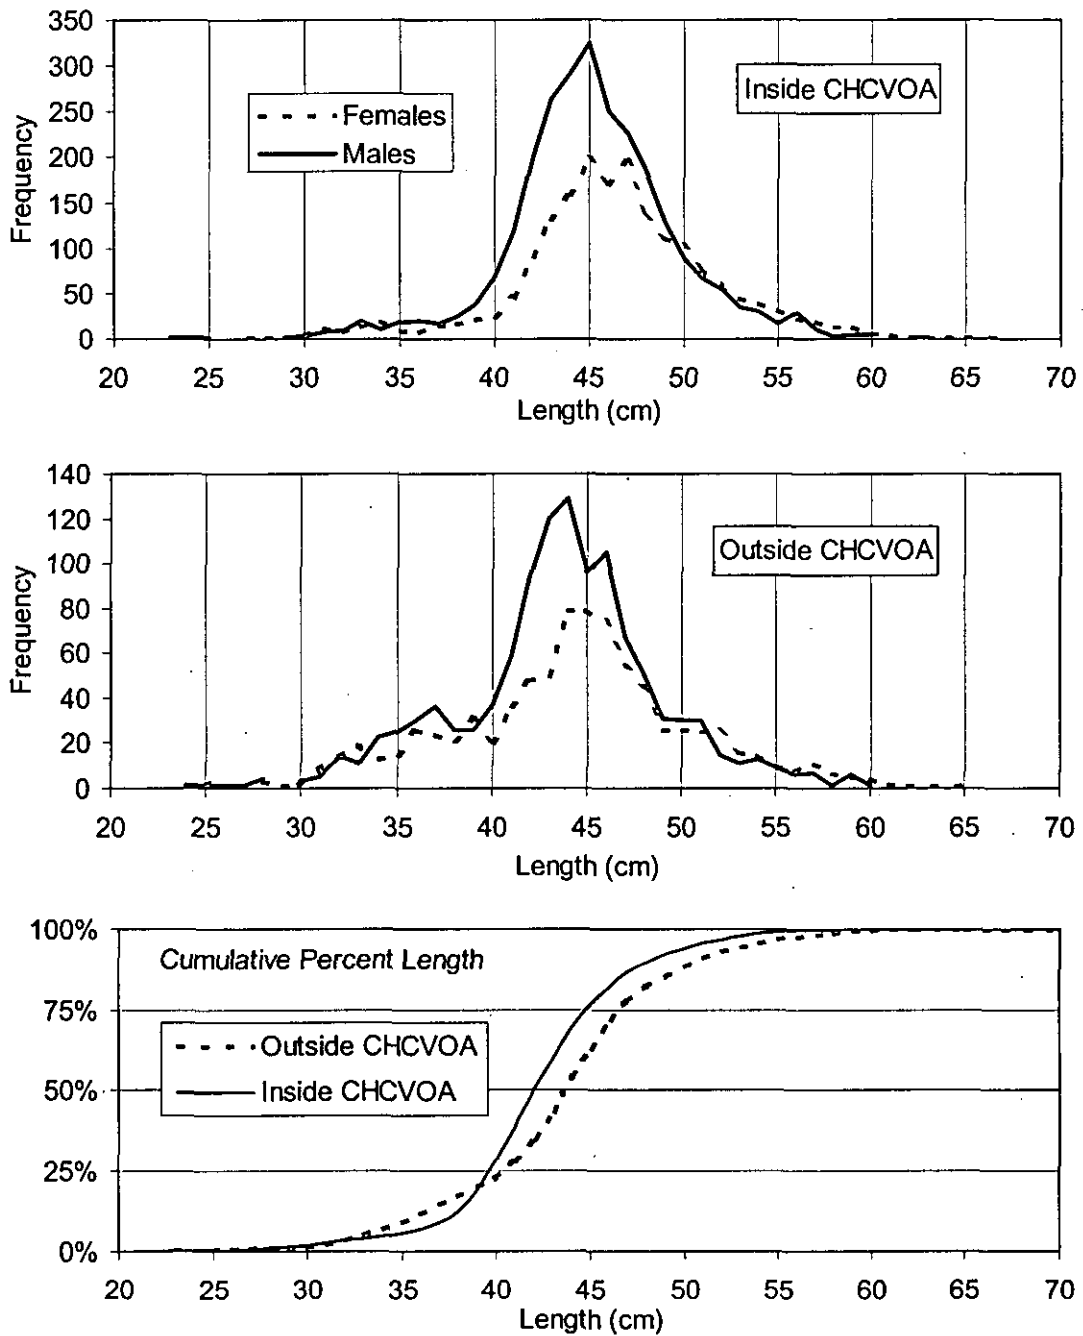 350
300
250
200
150
100
50
0
Frequency
Inside CHCVOA
Females
Males
20 25 30 35 40 45 50 55 60 65 70
Length (cm)
140
120
100
80
60
40
20
0
Frequency
Outside CHCVOA
20 25 30 35 40 45 50 55 60 65 70
Length (cm)
100%
75%
50%
25%
0%
Cumulative Percent Length
Outside CHCVOA
Inside CHCVOA
20 25 30 35 40 45 50 55 60 65 70
Length (cm)